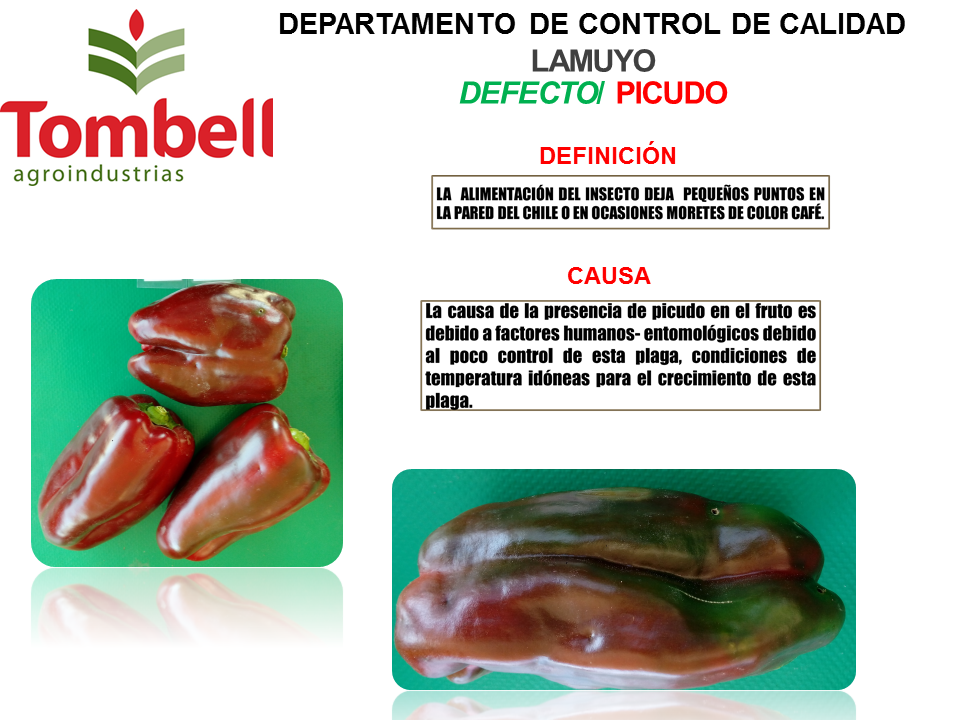 DEPARTAMENTO DE CONTROL DE CALIDAD
LAMUYO
DEFECTO/ PICUDO
Tombell
agroindustrias
DEFINICIÓN
LA ALIMENTACIÓN DEL INSECTO DEJA PEQUEÑOS PUNTOS EN
LA PARED DEL CHILE O EN OCASIONES MORETES DE COLOR CAFÉ.
CAUSA
La causa de la presencia de picudo en el fruto es
debido a factores humanos- entomológicos debido
al poco control de esta plaga, condiciones de
temperatura idóneas para el crecimiento de esta
plaga.